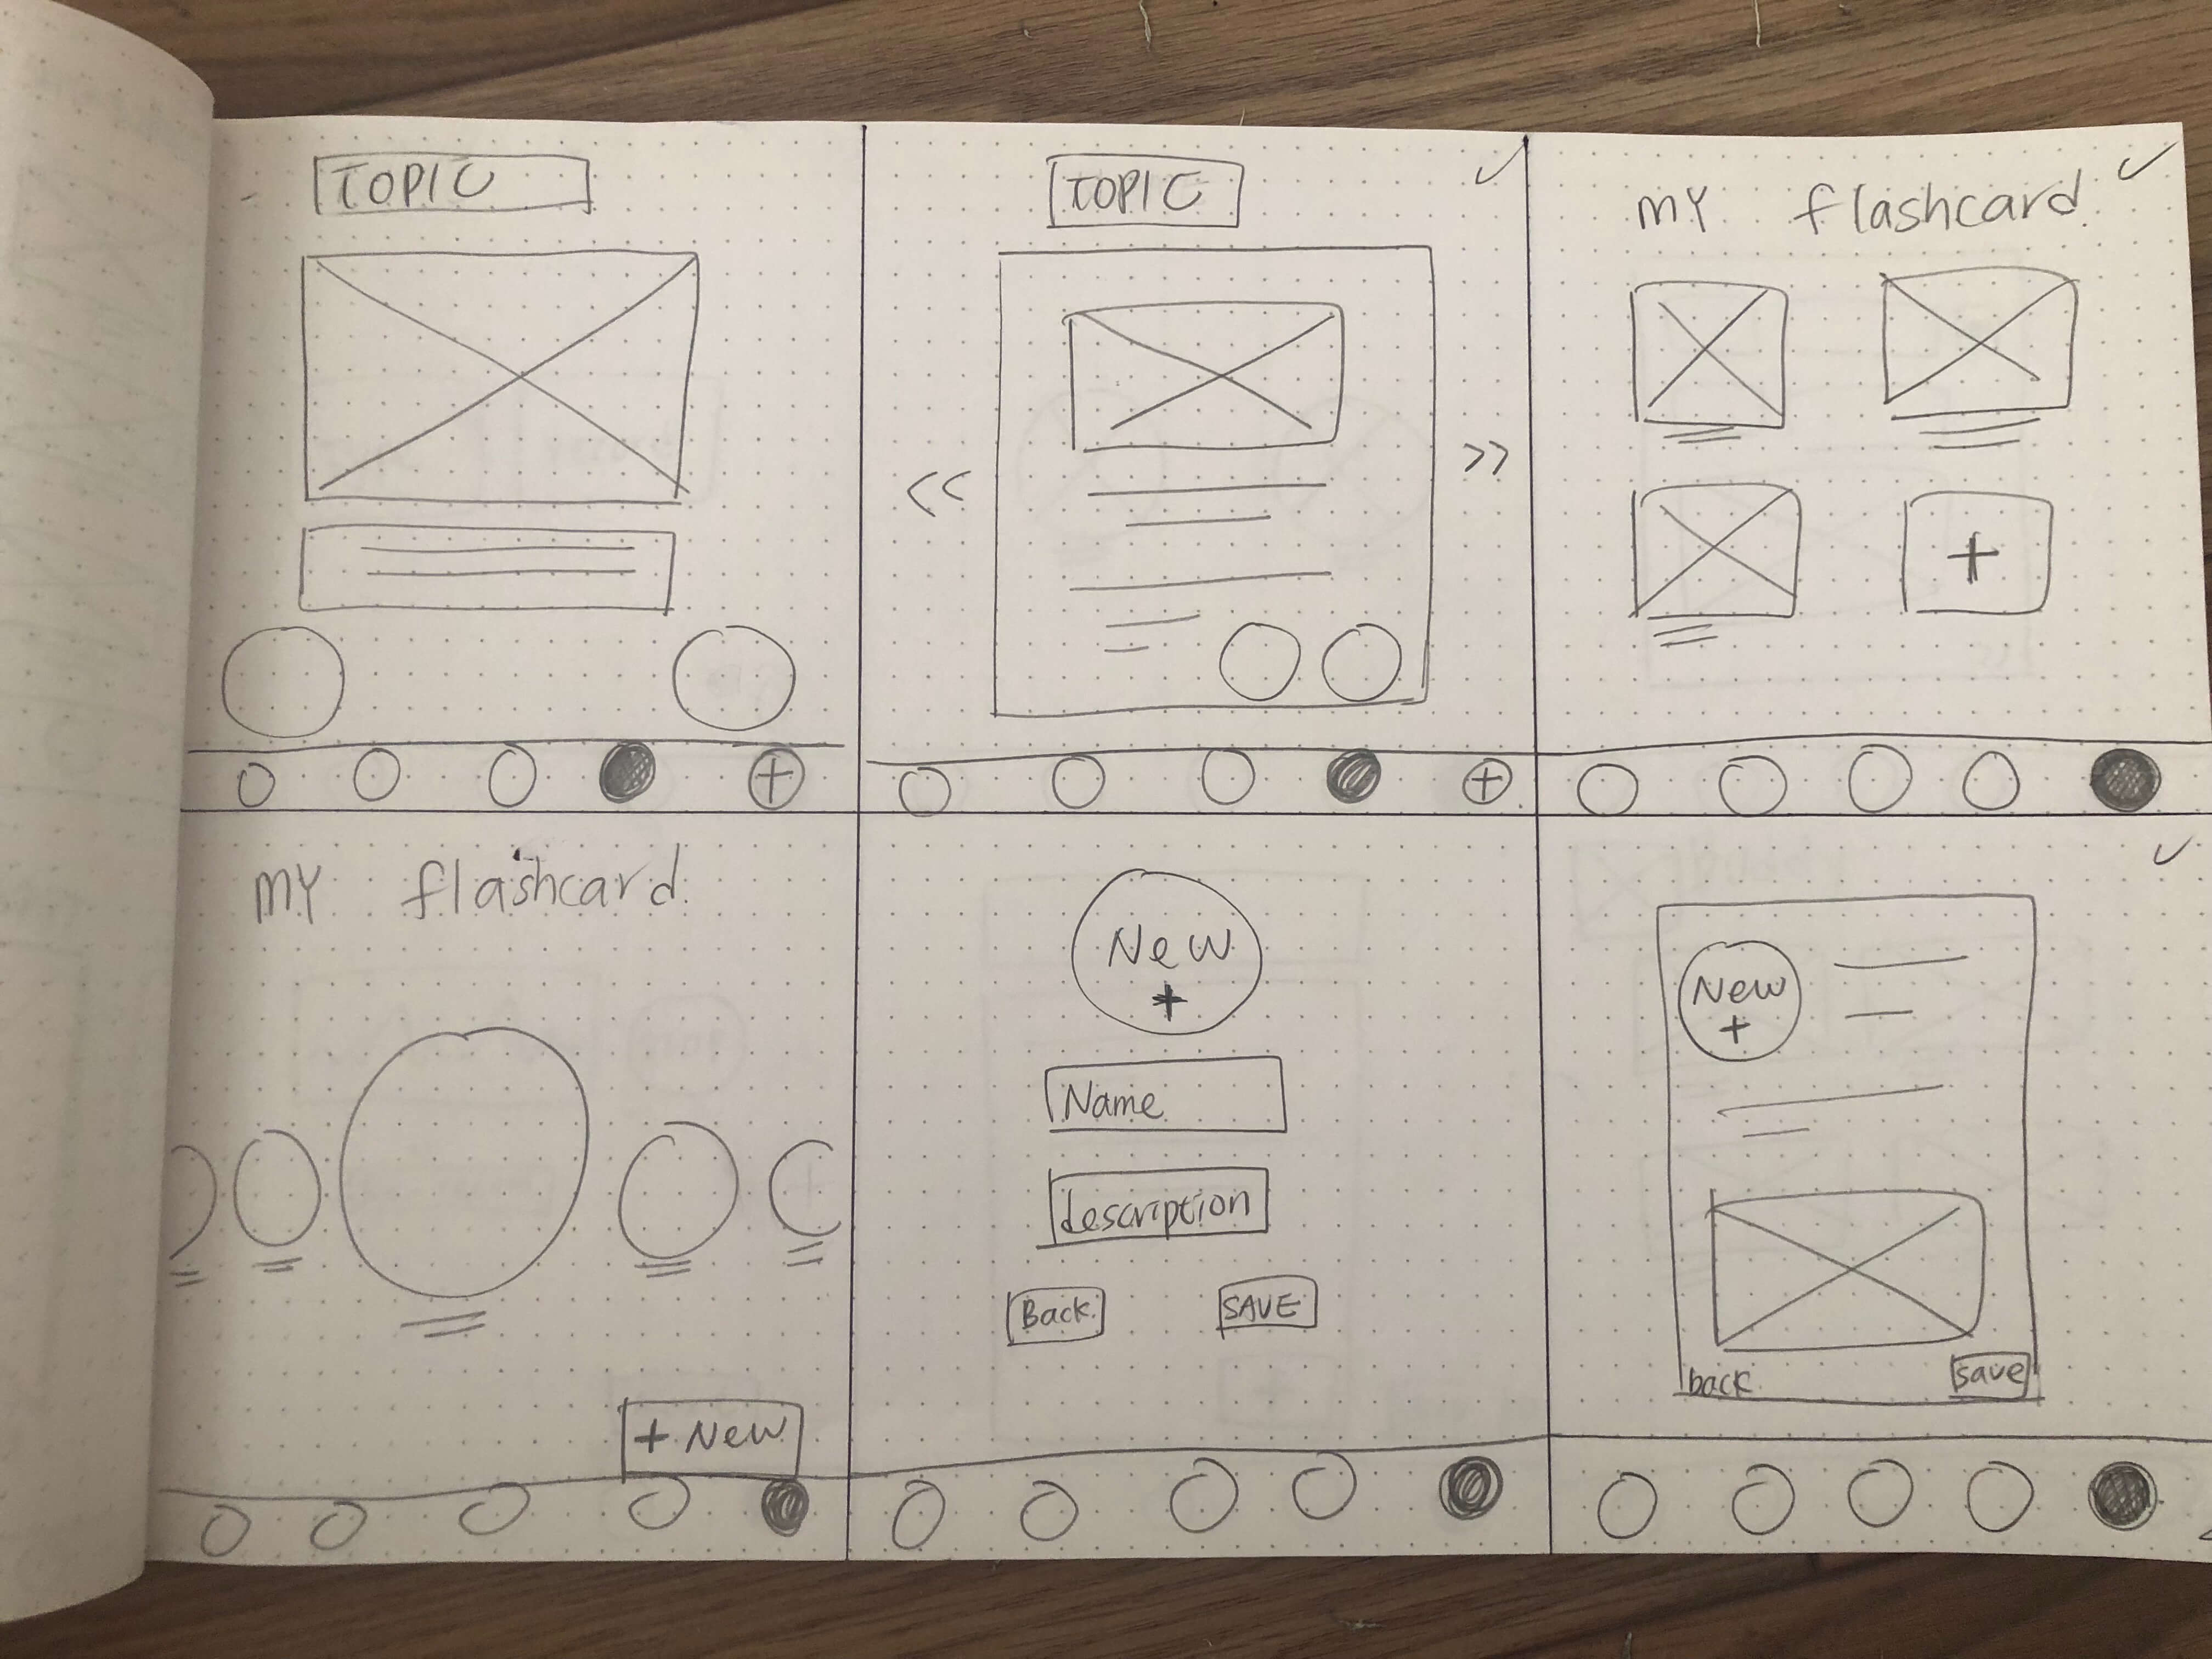 TOPIC
TOPIC
<<
>>
my flashcard
+
+
+
my flashcard
+ New
New
+
Name
description
Back
SAVE
New
+
back
save